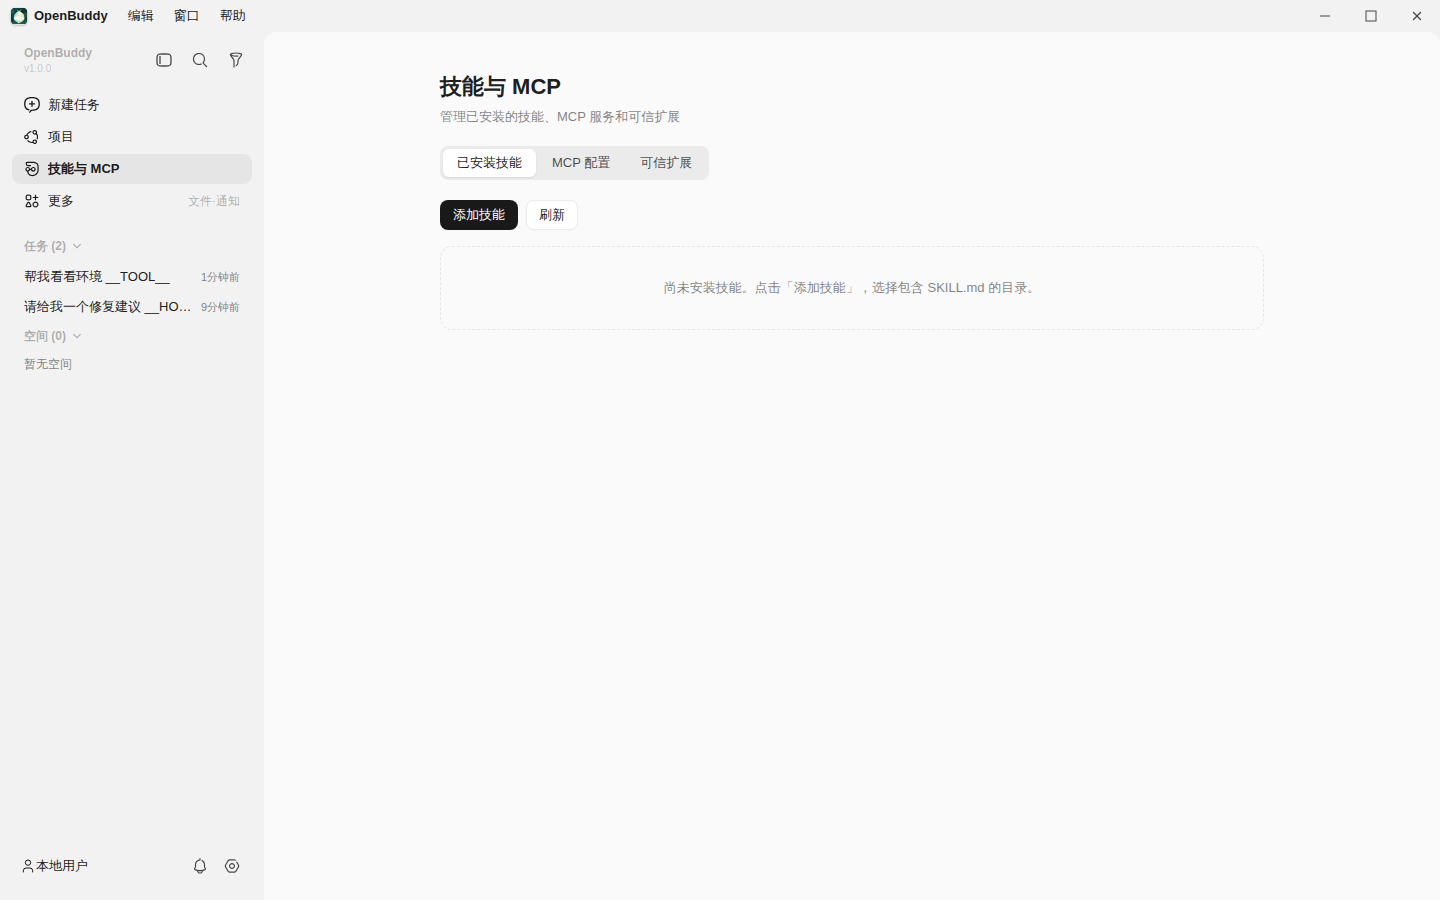 OpenBuddy 编辑 窗口 帮助
OpenBuddy
v1.0.0
新建任务
项目
技能与 MCP
更多 文件·通知
任务 (2)
帮我看看环境 __TOOL__ 1分钟前
请给我一个修复建议 __HO… 9分钟前
空间 (0)
暂无空间
本地用户
技能与 MCP
管理已安装的技能、MCP 服务和可信扩展
已安装技能 MCP 配置 可信扩展
添加技能 刷新
尚未安装技能。点击「添加技能」，选择包含 SKILL.md 的目录。